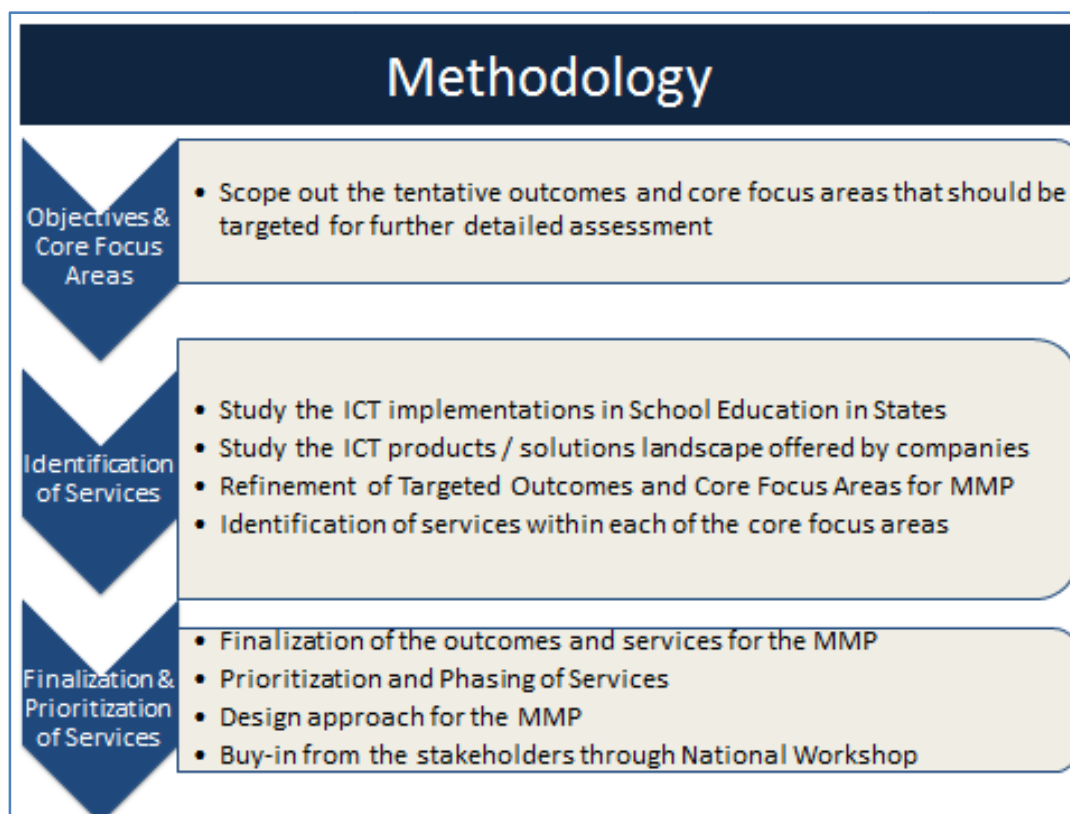 Methodology
Objectives &
Core Focus
Areas
• Scope out the tentative outcomes and core focus areas that should be
targeted for further detailed assessment
Identification
of Services
• Study the ICT implementations in School Education in States
• Study the ICT products / solutions landscape offered by companies
• Refinement of Targeted Outcomes and Core Focus Areas for MMP
• Identification of services within each of the core focus areas
Finalization &
Prioritization
of Services
• Finalization of the outcomes and services for the MMP
• Prioritization and Phasing of Services
• Design approach for the MMP
• Buy-in from the stakeholders through National Workshop